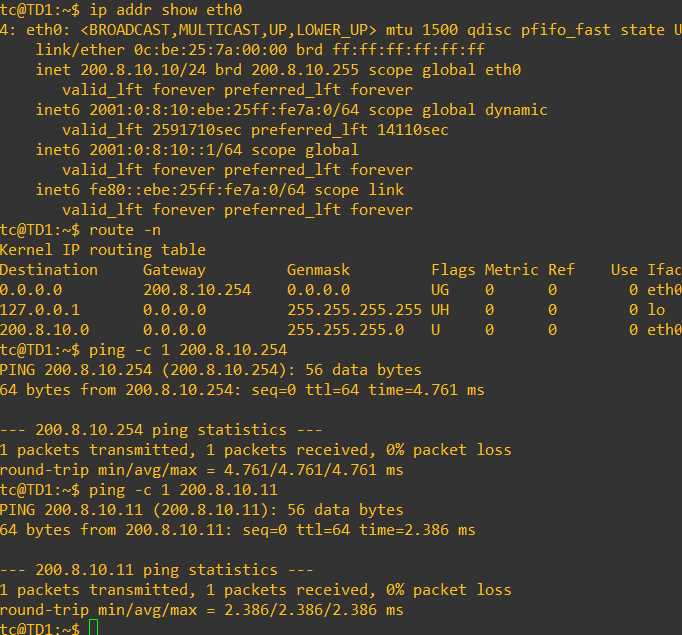 tc@TD1:~$ ip addr show eth0
4: eth0: <BROADCAST,MULTICAST,UP,LOWER_UP> mtu 1500 qdisc pfifo_fast state U
    link/ether 0c:be:25:7a:00:00 brd ff:ff:ff:ff:ff:ff
    inet 200.8.10.10/24 brd 200.8.10.255 scope global eth0
       valid_lft forever preferred_lft forever
    inet6 2001:0:8:10:ebe:25ff:fe7a:0/64 scope global dynamic
       valid_lft 2591710sec preferred_lft 14110sec
    inet6 2001:0:8:10::1/64 scope global
       valid_lft forever preferred_lft forever
    inet6 fe80::ebe:25ff:fe7a:0/64 scope link
       valid_lft forever preferred_lft forever
tc@TD1:~$ route -n
Kernel IP routing table
Destination     Gateway         Genmask         Flags Metric Ref    Use Ifac
0.0.0.0         200.8.10.254    0.0.0.0         UG    0      0        0 eth0
127.0.0.1       0.0.0.0         255.255.255.255 UH    0      0        0 lo
200.8.10.0      0.0.0.0         255.255.255.0   U     0      0        0 eth0
tc@TD1:~$ ping -c 1 200.8.10.254
PING 200.8.10.254 (200.8.10.254): 56 data bytes
64 bytes from 200.8.10.254: seq=0 ttl=64 time=4.761 ms

--- 200.8.10.254 ping statistics ---
1 packets transmitted, 1 packets received, 0% packet loss
round-trip min/avg/max = 4.761/4.761/4.761 ms
tc@TD1:~$ ping -c 1 200.8.10.11
PING 200.8.10.11 (200.8.10.11): 56 data bytes
64 bytes from 200.8.10.11: seq=0 ttl=64 time=2.386 ms

--- 200.8.10.11 ping statistics ---
1 packets transmitted, 1 packets received, 0% packet loss
round-trip min/avg/max = 2.386/2.386/2.386 ms
tc@TD1:~$